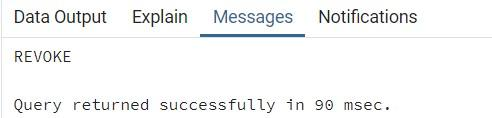 Data Output Explain Messages Notifications
REVOKE
Query returned successfully in 90 msec.